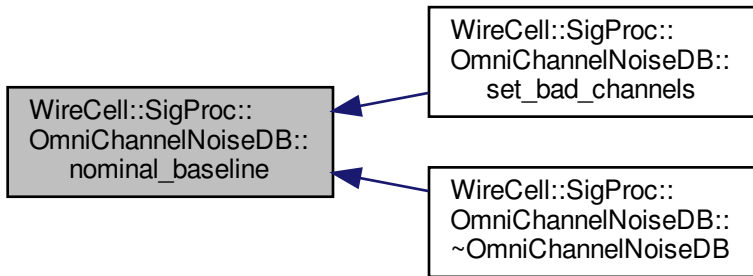 WireCell::SigProc::
OmniChannelNoiseDB::
nominal_baseline
WireCell::SigProc::
OmniChannelNoiseDB::
set_bad_channels
WireCell::SigProc::
OmniChannelNoiseDB::
~OmniChannelNoiseDB